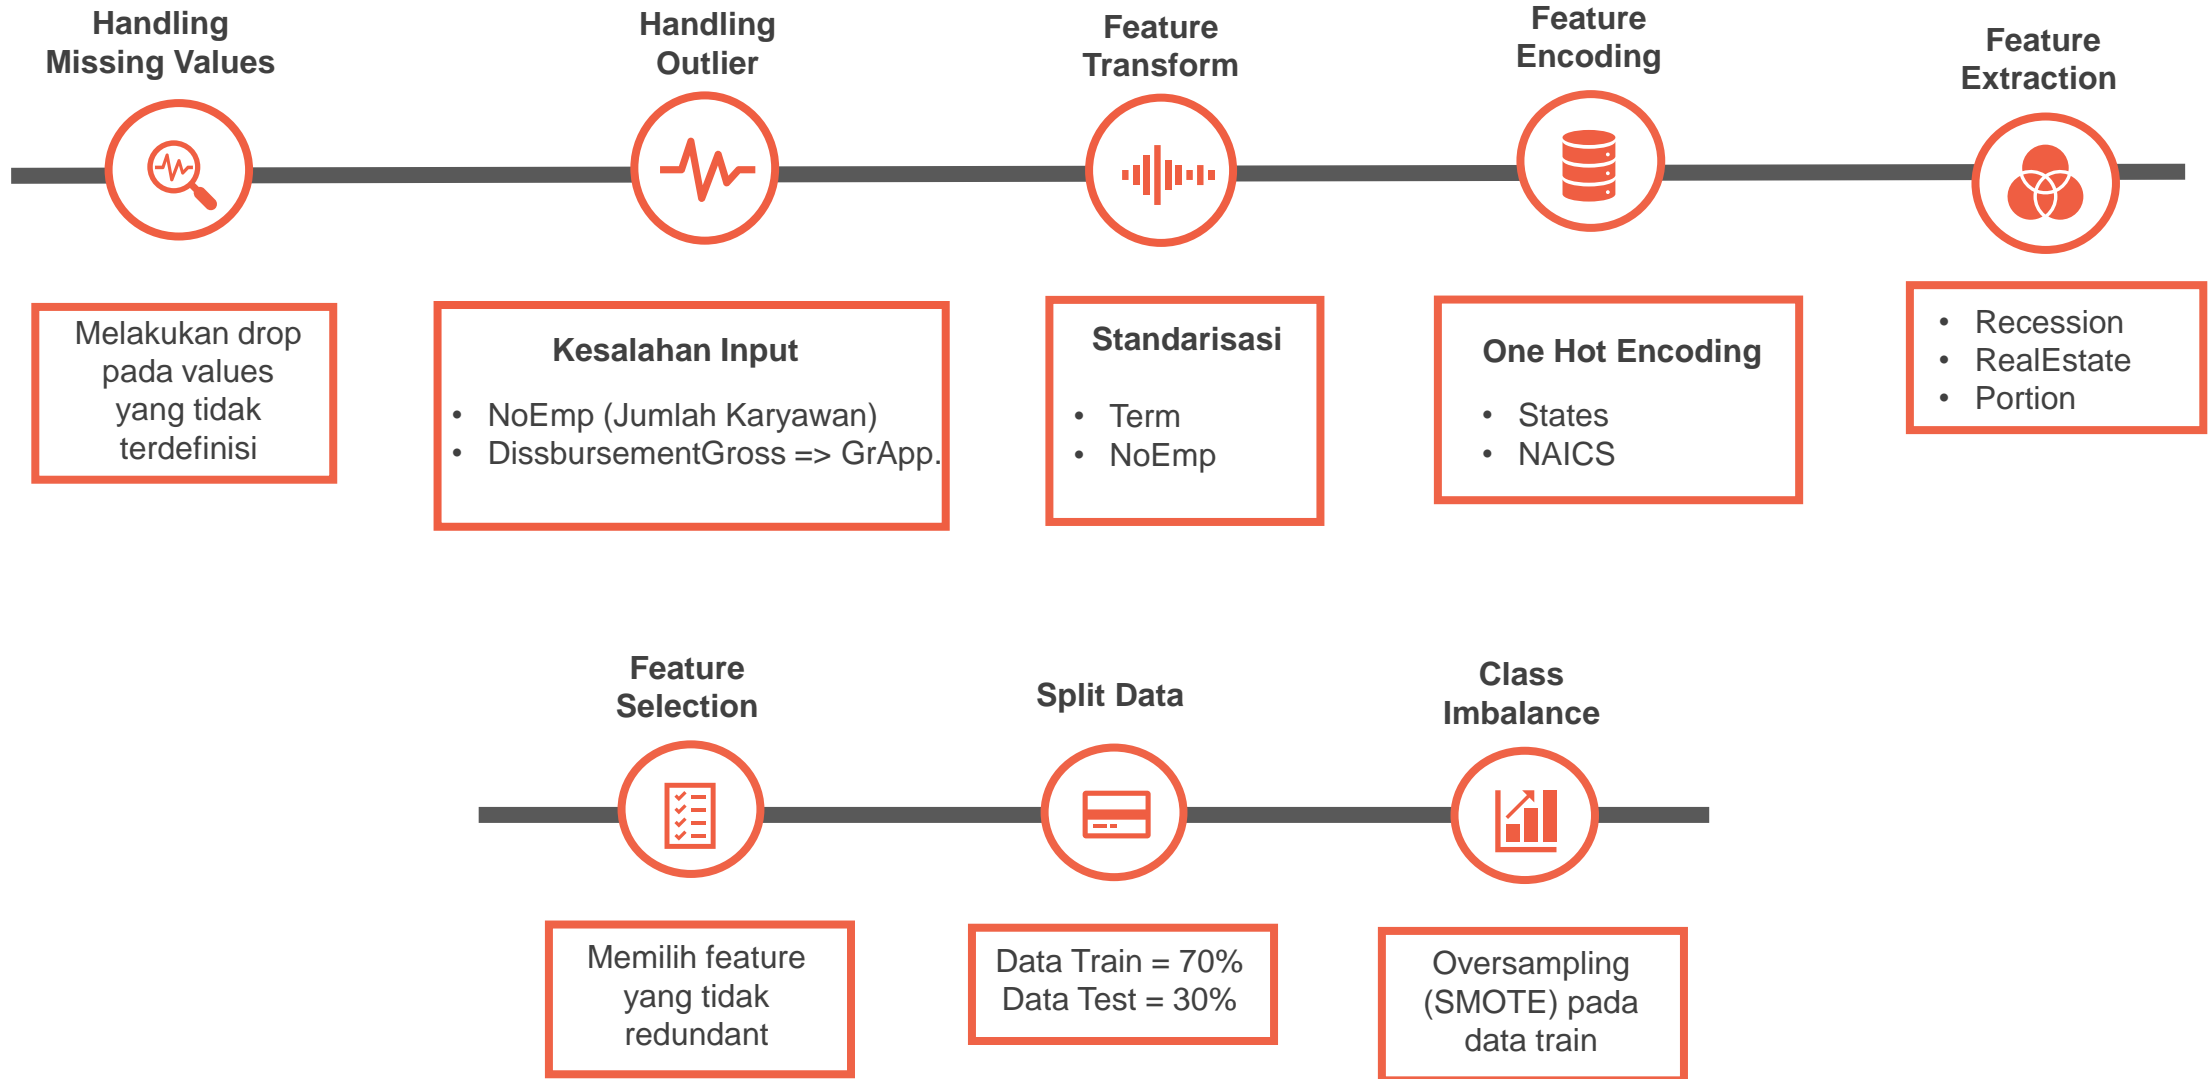 Handling
Missing Values
Handling
Outlier
Feature
Transform
Feature
Encoding
Feature
Extraction
Melakukan drop
pada values
yang tidak
terdefinisi
Kesalahan Input
• NoEmp (Jumlah Karyawan)
• DissbursementGross => GrApp.
Standarisasi
• Term
• NoEmp
One Hot Encoding
• States
• NAICS
• Recession
• RealEstate
• Portion
Feature
Selection
Split Data
Class
Imbalance
Memilih feature
yang tidak
redundant
Data Train = 70%
Data Test = 30%
Oversampling
(SMOTE) pada
data train